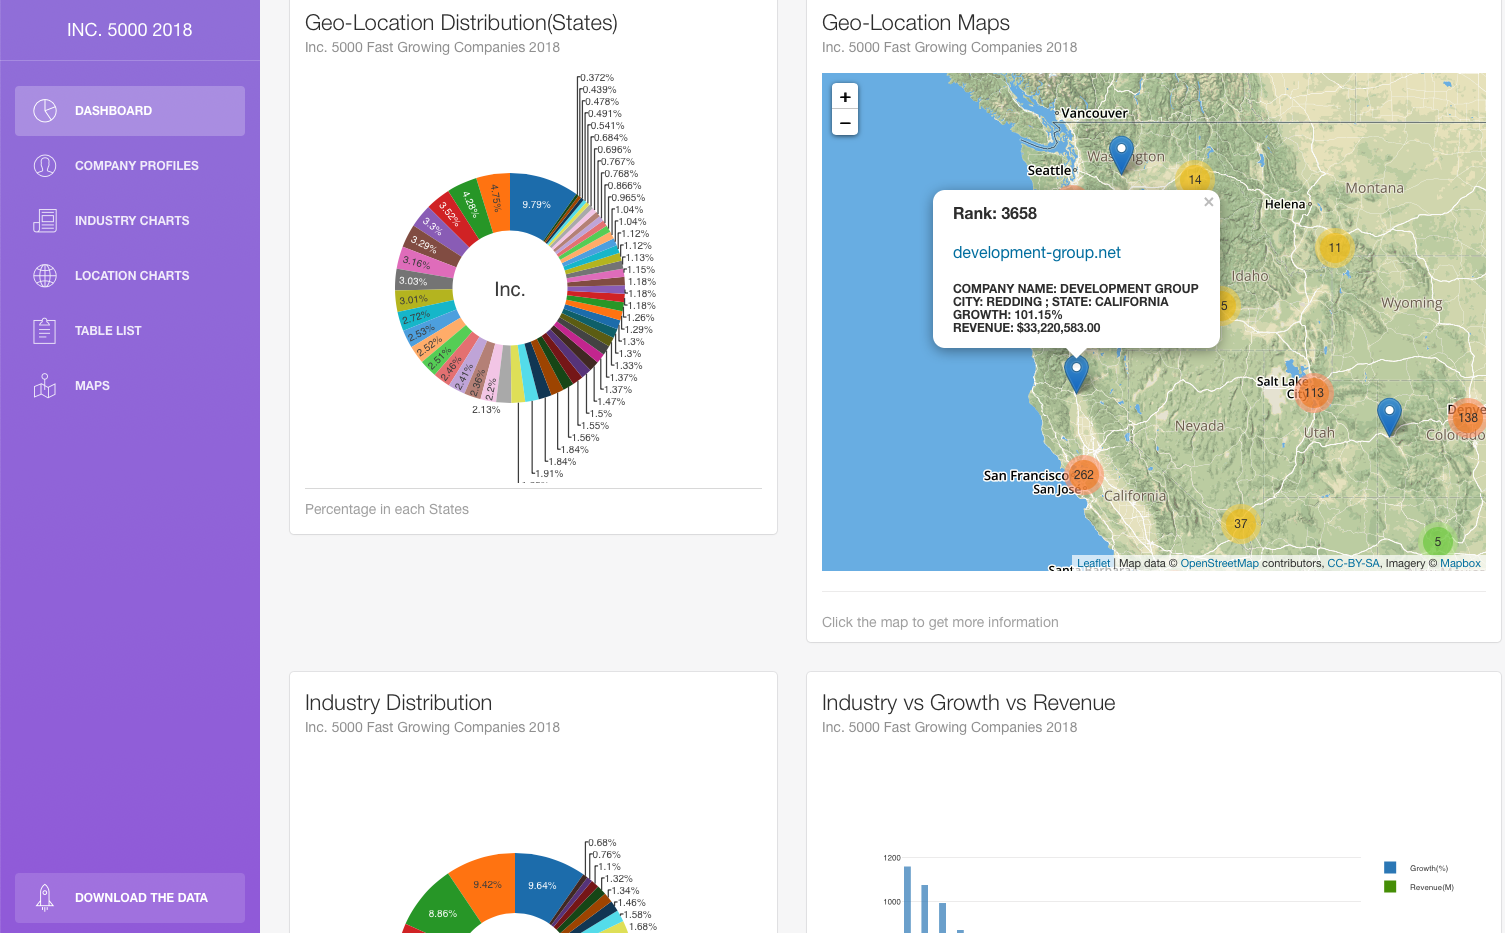 INC. 5000 2018
DASHBOARD
COMPANY PROFILES
INDUSTRY CHARTS
LOCATION CHARTS
TABLE LIST
MAPS
DOWNLOAD THE DATA
Geo-Location Distribution(States)
Inc. 5000 Fast Growing Companies 2018
0.372%
0.439%
0.478%
0.491%
0.541%
0.684%
0.696%
0.767%
0.768%
0.866%
0.965%
1.04%
1.04%
1.12%
1.12%
1.13%
1.15%
1.18%
1.18%
1.18%
1.26%
1.29%
1.3%
1.3%
1.33%
1.37%
1.37%
1.47%
1.5%
1.55%
1.56%
1.84%
1.84%
1.91%
2.13%
2.2%
2.36%
2.41%
2.46%
2.51%
2.52%
2.53%
2.72%
3.01%
3.03%
3.16%
3.29%
3.3%
3.52%
4.28%
4.75%
9.79%
Inc.
Percentage in each States
Geo-Location Maps
Inc. 5000 Fast Growing Companies 2018
+
−
Vancouver
Washington
Seattle
14
Montana
Helena
11
Idaho
5
Wyoming
×
Rank: 3658
development-group.net
COMPANY NAME: DEVELOPMENT GROUP
CITY: REDDING ; STATE: CALIFORNIA
GROWTH: 101.15%
REVENUE: $33,220,583.00
Salt Lake
City
113
138
Colorado
Nevada
Utah
San Francisco
262
San Jose
California
37
5
Leaflet | Map data © OpenStreetMap contributors, CC-BY-SA, Imagery © Mapbox
Click the map to get more information
Industry Distribution
Inc. 5000 Fast Growing Companies 2018
0.68%
0.76%
1.1%
1.32%
1.34%
1.46%
1.58%
1.68%
8.86%
9.42%
9.64%
Industry vs Growth vs Revenue
Inc. 5000 Fast Growing Companies 2018
1200
1000
Growth(%)
Revenue(M)